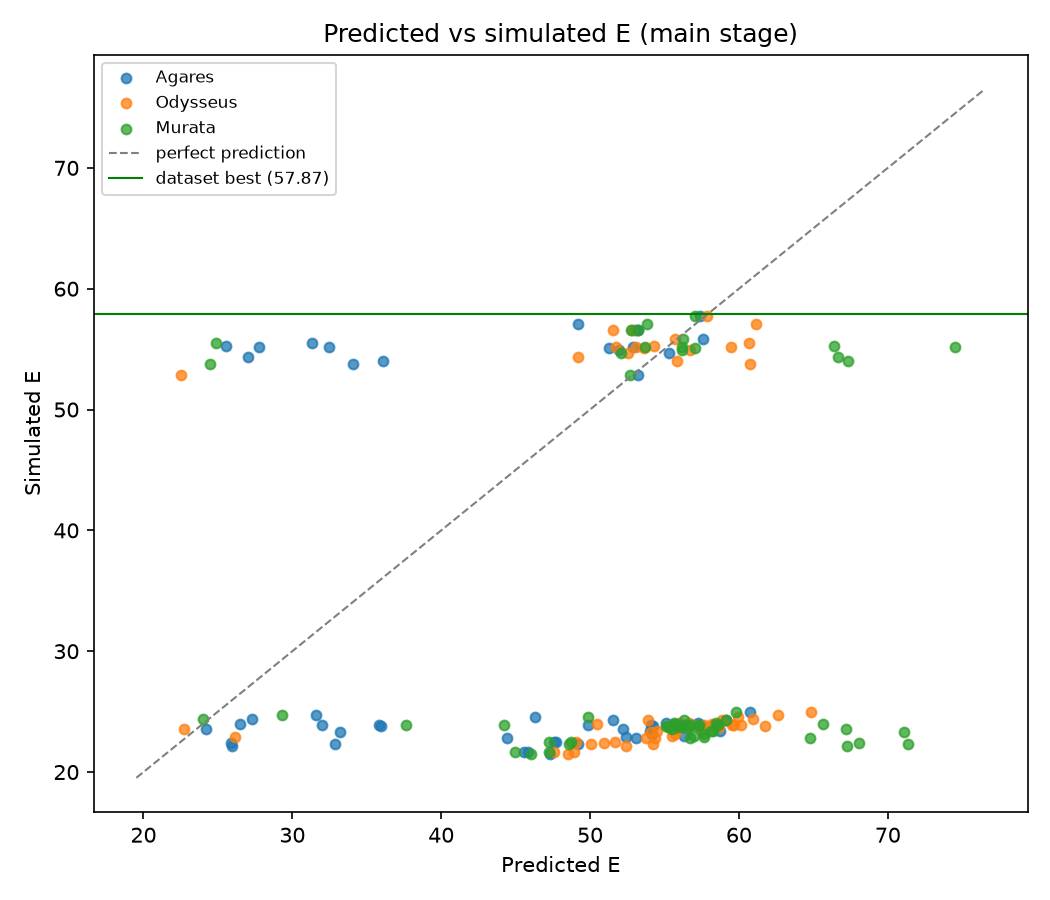 Predicted vs simulated E (main stage)
Agares
Odysseus
Murata
perfect prediction
dataset best (57.87)
Simulated E
70
60
50
40
30
20
20 30 40 50 60 70
Predicted E